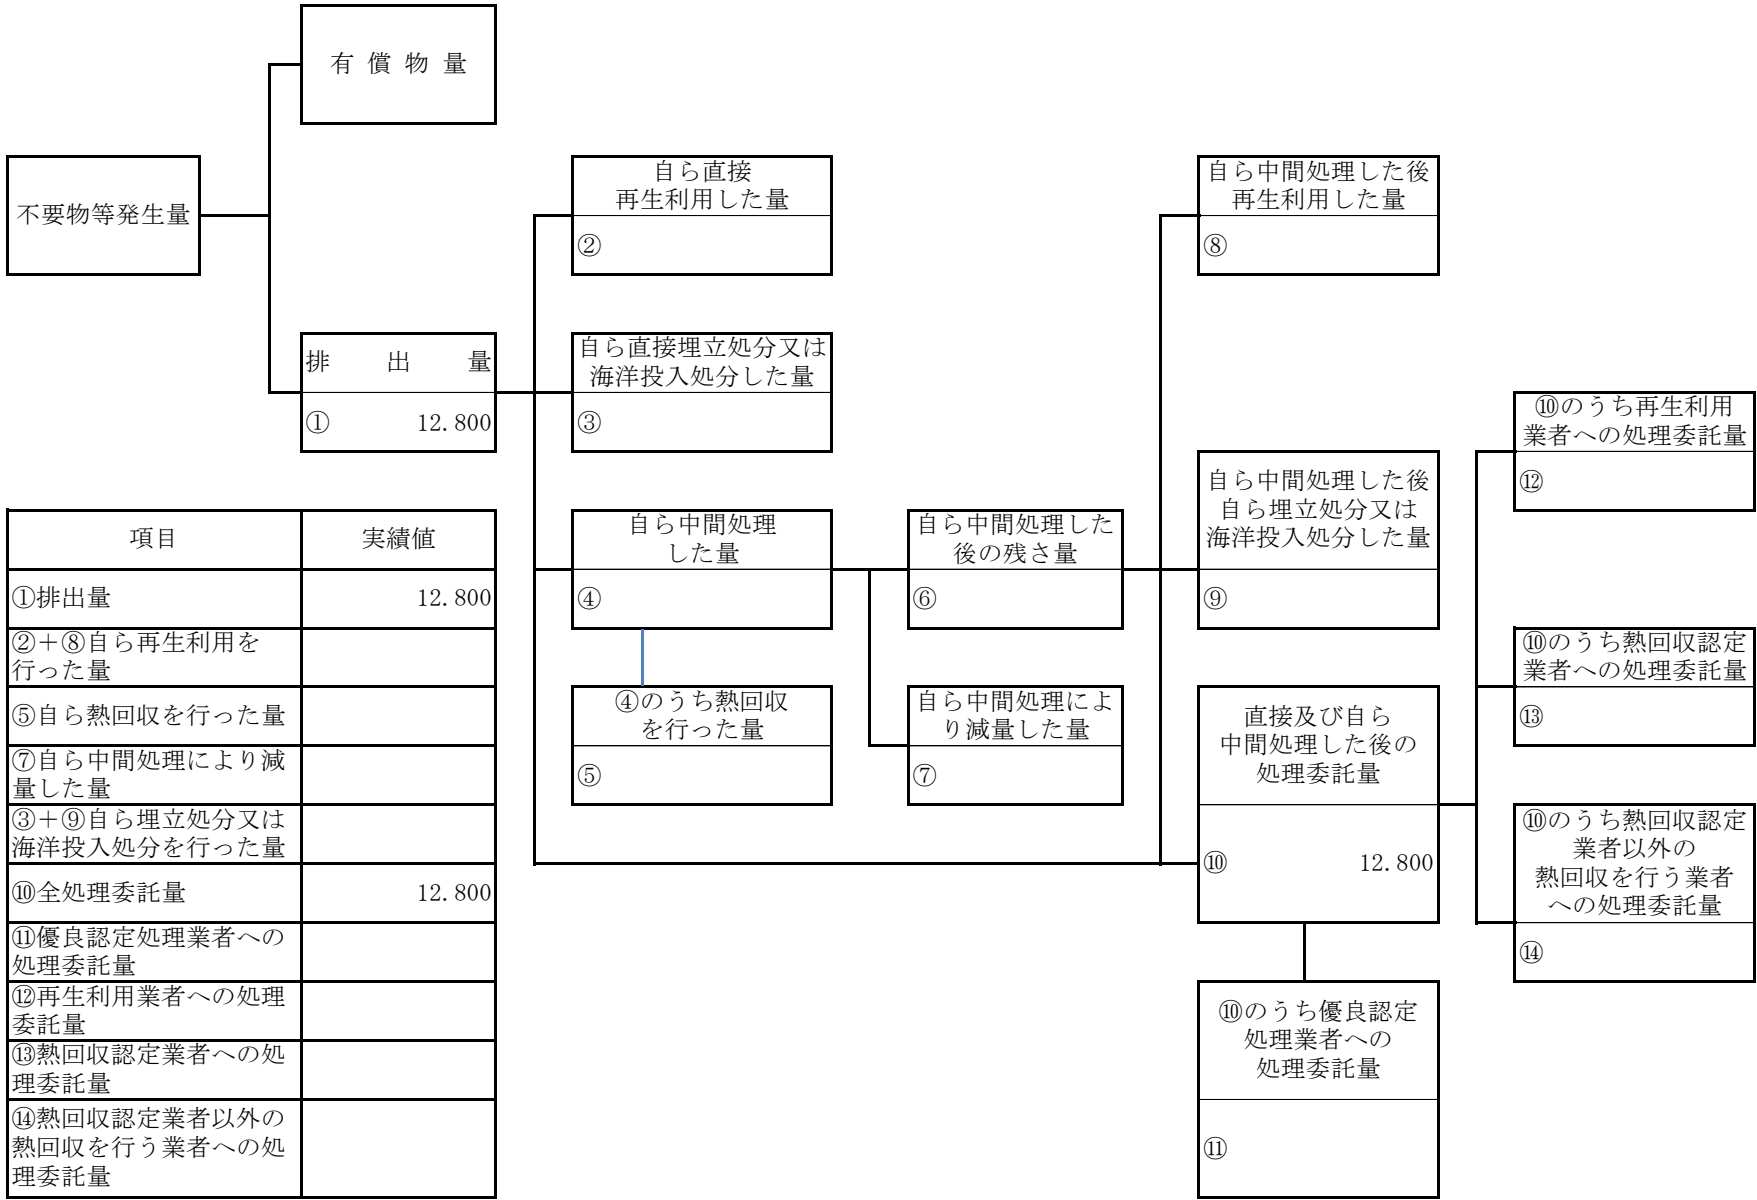 有償物量
不要物等発生量
自ら直接
再生利用した量
②
自ら中間処理した後
再生利用した量
⑧
排出量
① 12.800
自ら直接埋立処分又は
海洋投入処分した量
③
⑩のうち再生利用
業者への処理委託量
⑫
自ら中間処理
した量
④
自ら中間処理した
後の残さ量
⑥
自ら中間処理した後
自ら埋立処分又は
海洋投入処分した量
⑨
⑩のうち熱回収認定
業者への処理委託量
⑬
④のうち熱回収
を行った量
⑤
自ら中間処理によ
り減量した量
⑦
直接及び自ら
中間処理した後の
処理委託量
⑩ 12.800
⑩のうち熱回収認定
業者以外の
熱回収を行う業者
への処理委託量
⑭
⑩のうち優良認定
処理業者への
処理委託量
⑪
項目 実績値
①排出量 12.800
②＋⑧自ら再生利用を
行った量
⑤自ら熱回収を行った量
⑦自ら中間処理により減
量した量
③＋⑨自ら埋立処分又は
海洋投入処分を行った量
⑩全処理委託量 12.800
⑪優良認定処理業者への
処理委託量
⑫再生利用業者への処理
委託量
⑬熱回収認定業者への処
理委託量
⑭熱回収認定業者以外の
熱回収を行う業者への処
理委託量